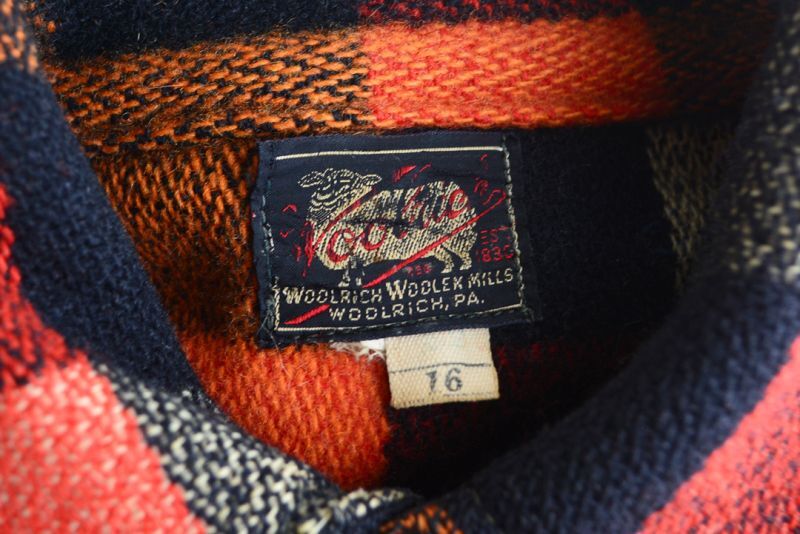 Woolrich
EST.
1830
WOOLRICH WOOLEN MILLS
WOOLRICH, PA.
16